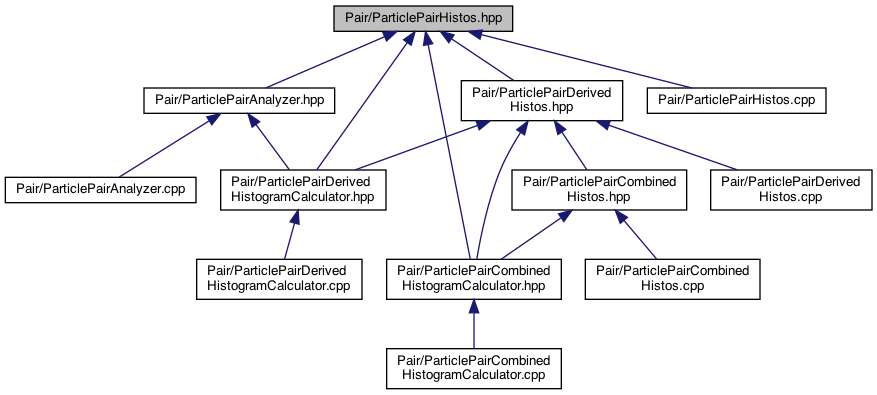 Pair/ParticlePairHistos.hpp
Pair/ParticlePairAnalyzer.hpp
Pair/ParticlePairDerived
Histos.hpp
Pair/ParticlePairHistos.cpp
Pair/ParticlePairAnalyzer.cpp
Pair/ParticlePairDerived
HistogramCalculator.hpp
Pair/ParticlePairCombined
Histos.hpp
Pair/ParticlePairDerived
Histos.cpp
Pair/ParticlePairDerived
HistogramCalculator.cpp
Pair/ParticlePairCombined
HistogramCalculator.hpp
Pair/ParticlePairCombined
Histos.cpp
Pair/ParticlePairCombined
HistogramCalculator.cpp